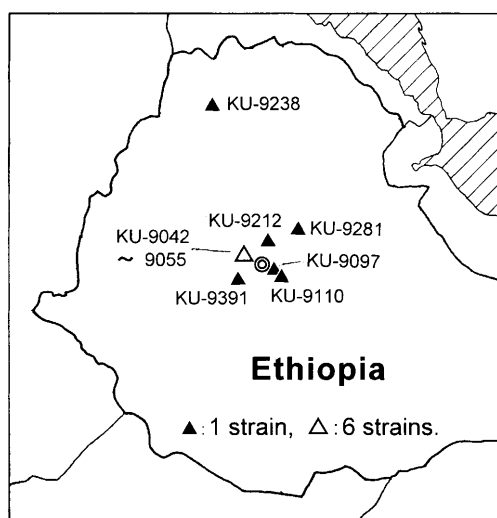 KU-9238
KU-9212
KU-9281
KU-9042
~ 9055
KU-9097
KU-9391
KU-9110
Ethiopia
▲: 1 strain, △: 6 strains.